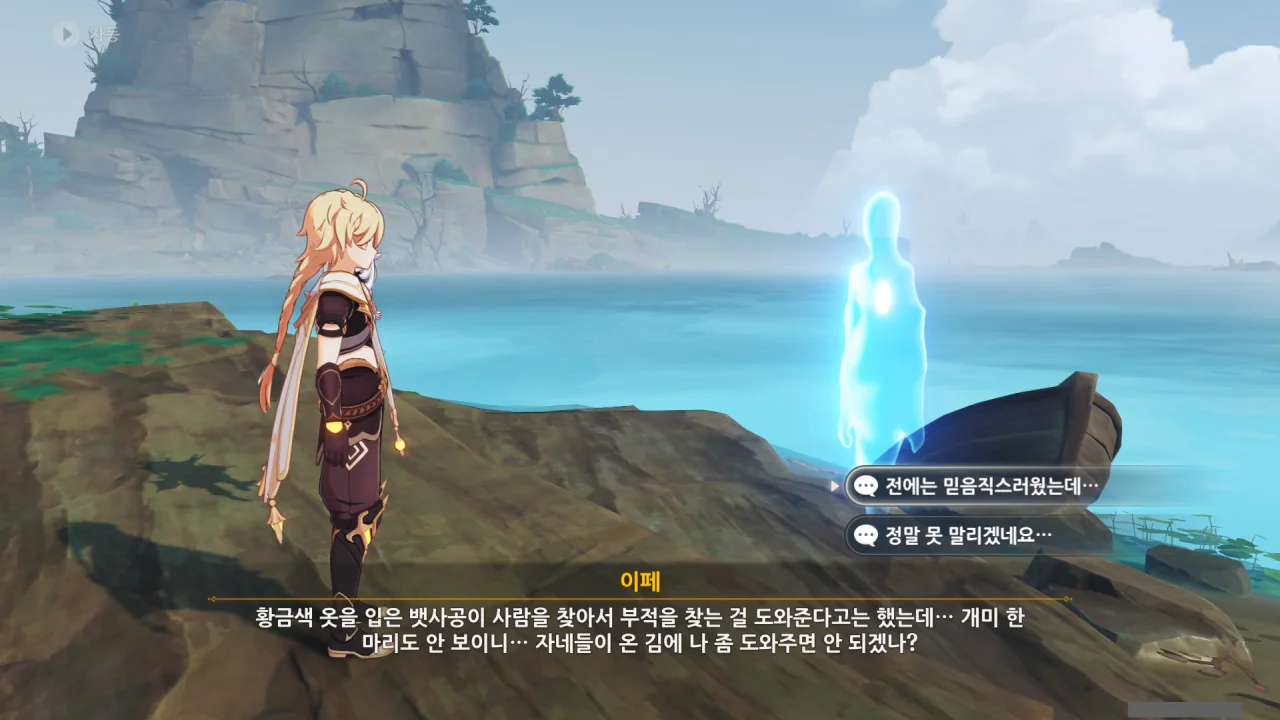 자동
전에는 믿음직스러웠는데…
정말 못 말리겠네요…
이페
황금색 옷을 입은 뱃사공이 사람을 찾아서 부적을 찾는 걸 도와준다고는 했는데… 개미 한
마리도 안 보이니… 자네들이 온 김에 나 좀 도와주면 안 되겠나?